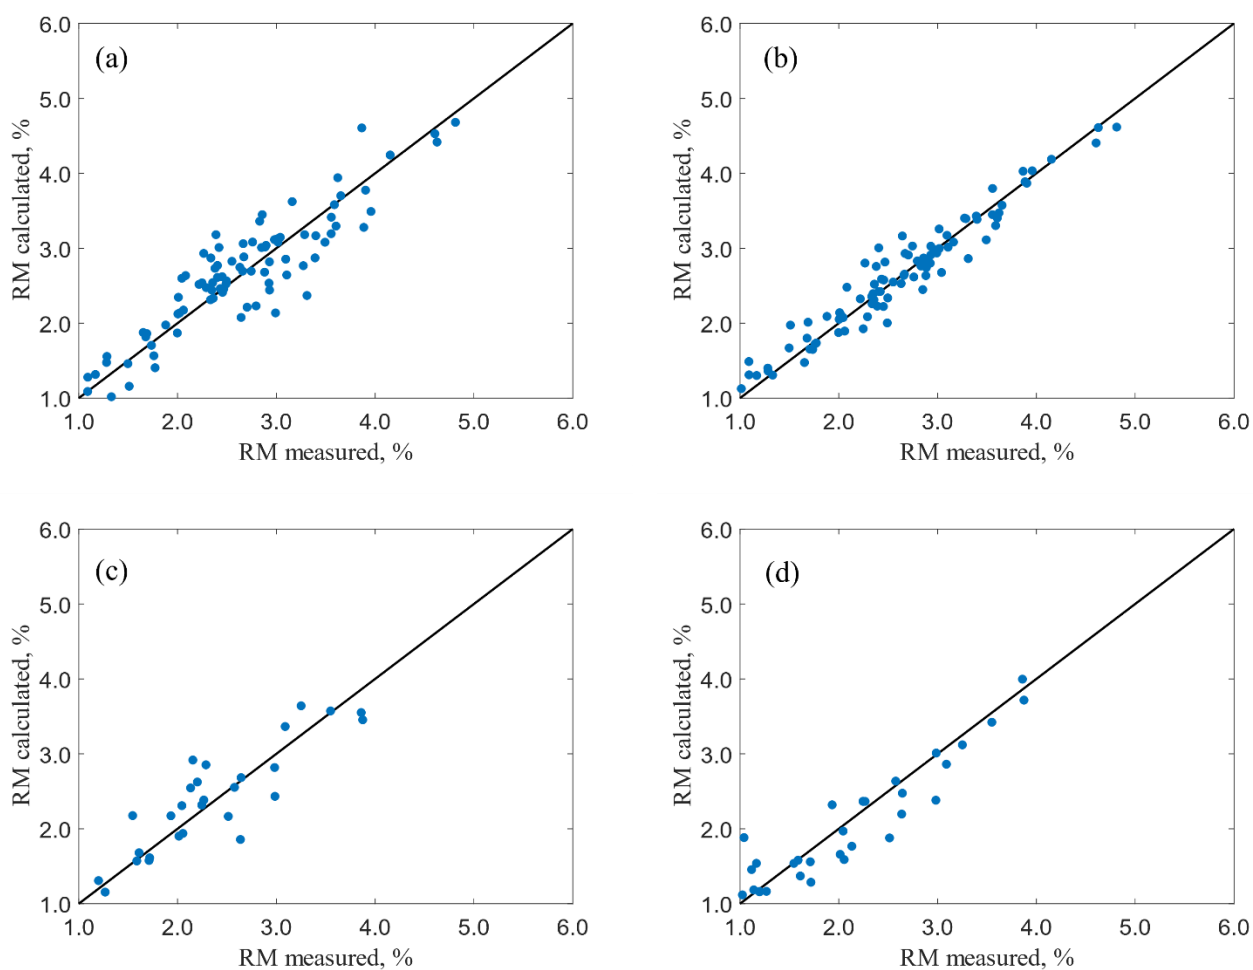 6.0 6.0
(a) (b)
5.0 5.0
RM calculated, % RM calculated, %
4.0 4.0
3.0 3.0
2.0 2.0
1.0 1.0
1.0 2.0 3.0 4.0 5.0 6.0 1.0 2.0 3.0 4.0 5.0 6.0
RM measured, % RM measured, %
6.0 6.0
(c) (d)
5.0 5.0
RM calculated, % RM calculated, %
4.0 4.0
3.0 3.0
2.0 2.0
1.0 1.0
1.0 2.0 3.0 4.0 5.0 6.0 1.0 2.0 3.0 4.0 5.0 6.0
RM measured, % RM measured, %